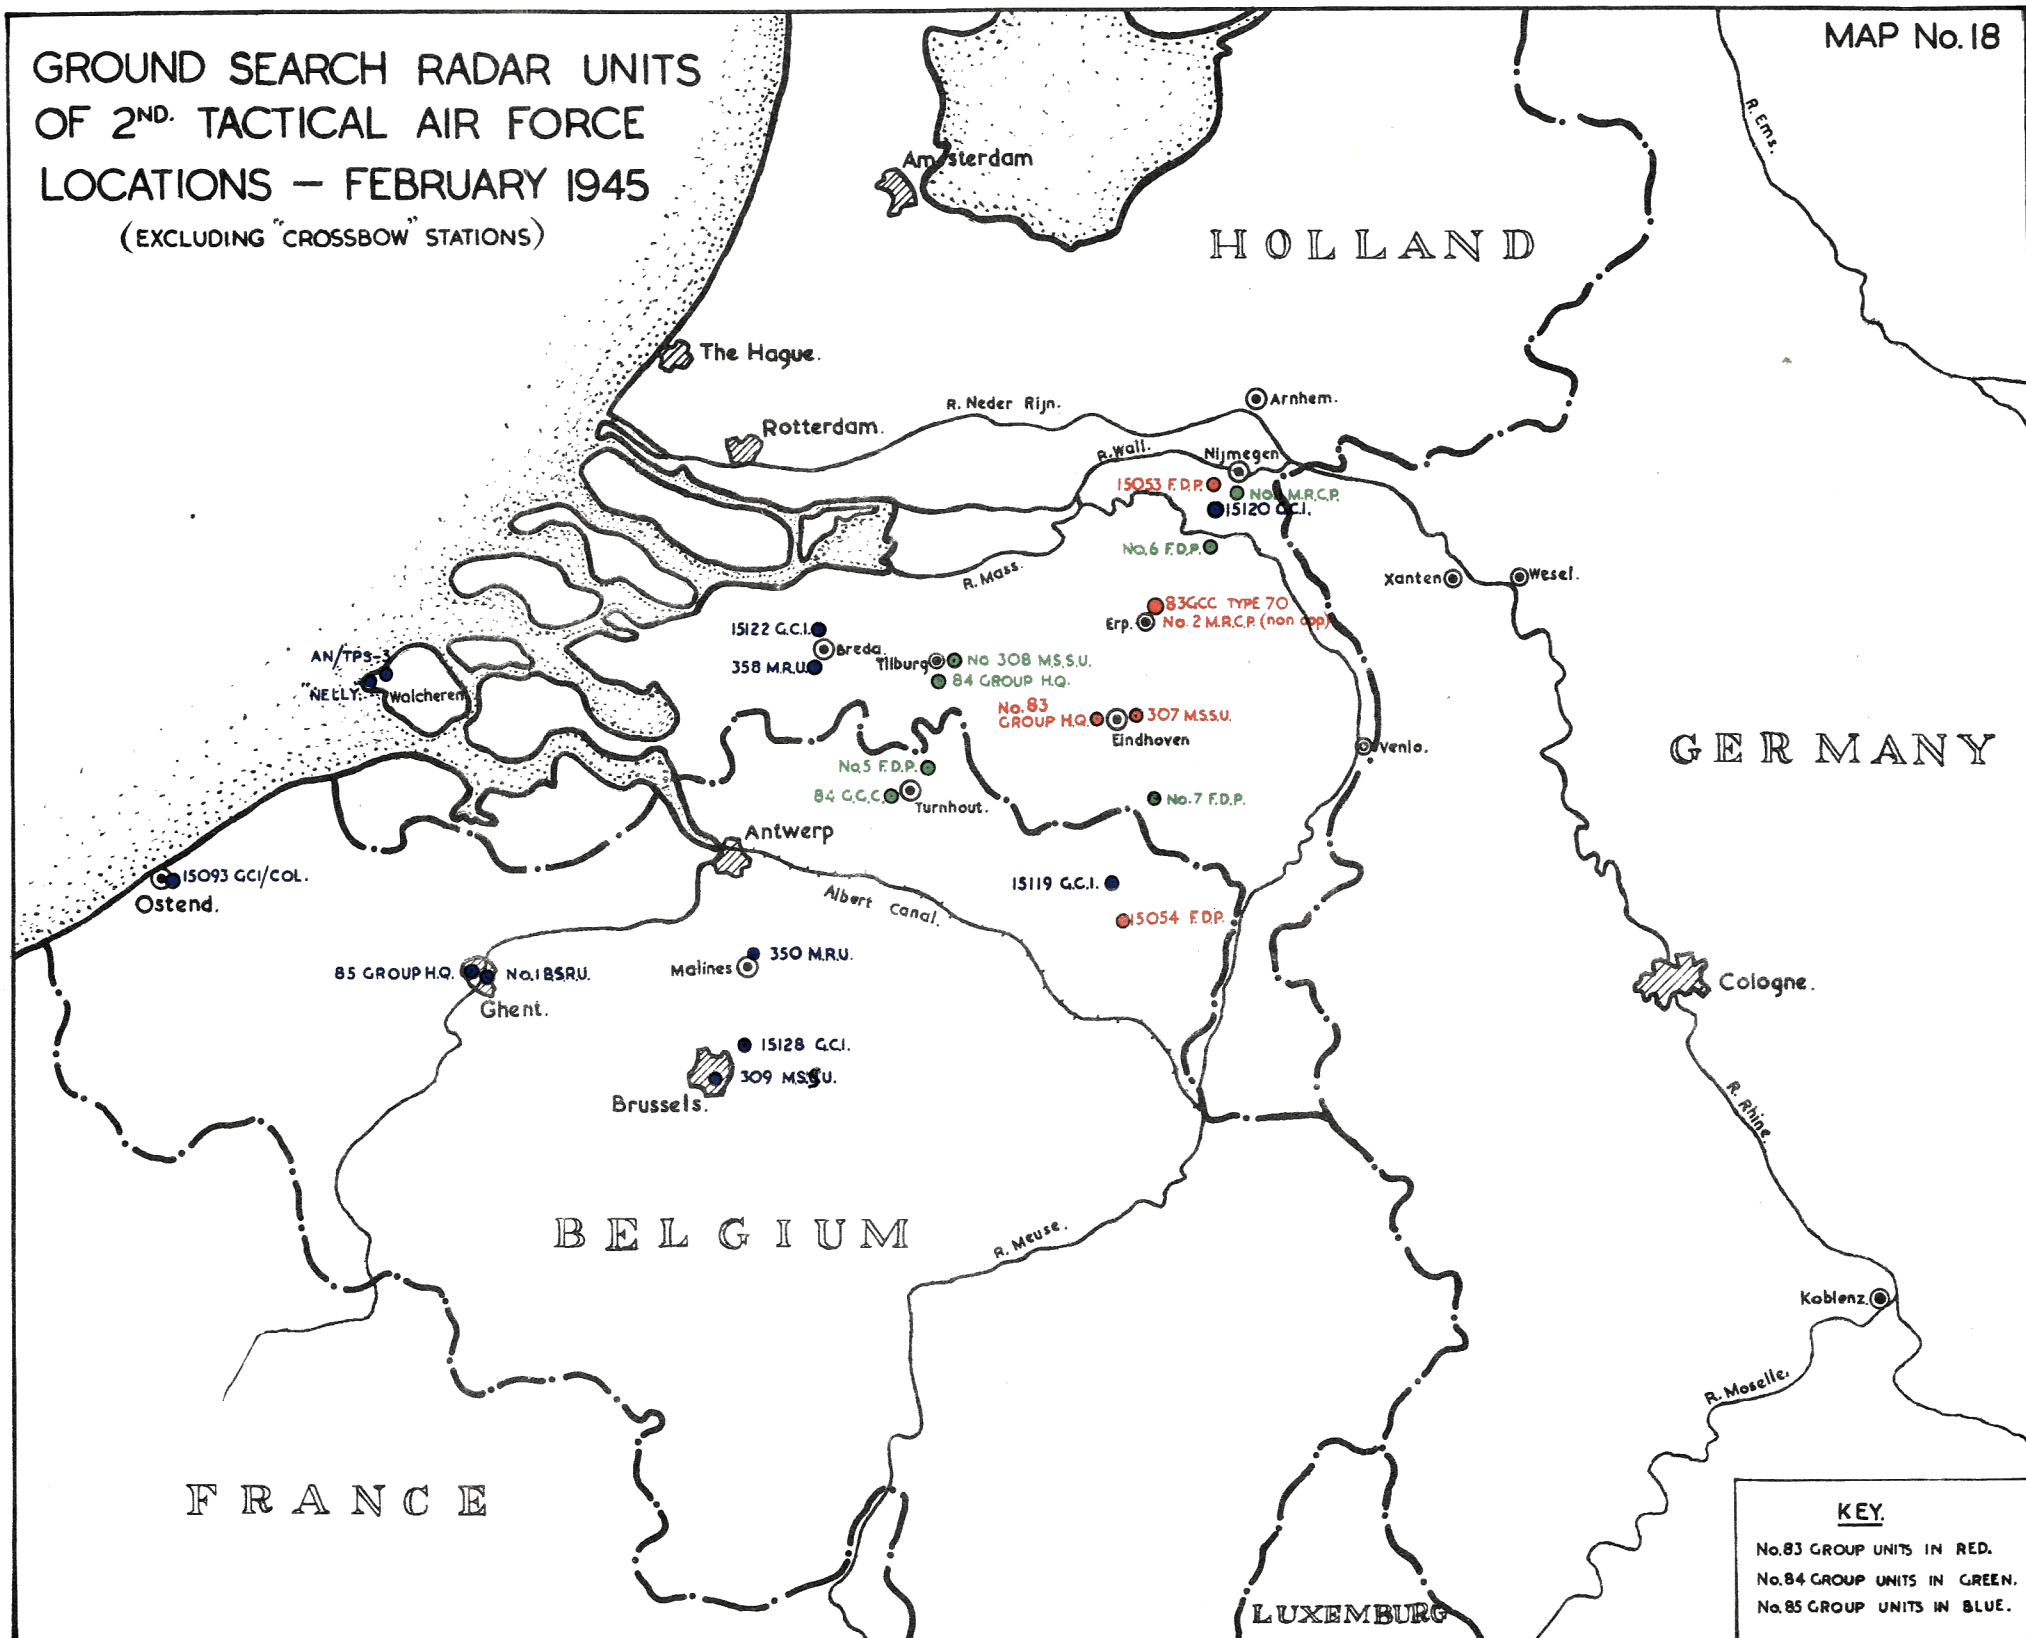 MAP No. 18
GROUND SEARCH RADAR UNITS
OF 2ND. TACTICAL AIR FORCE
LOCATIONS — FEBRUARY 1945
(EXCLUDING "CROSSBOW" STATIONS)
R. Ems.
Amsterdam
HOLLAND
The Hague.
R. Neder Rijn.
Arnhem.
Rotterdam.
R. Wall.
Nijmegen
15053 F.D.P.
M.R.C.P.
15120 G.C.I.
No. 6 F.D.P.
R. Mass.
Xanten
Wesel.
83GCC TYPE 70
Erp.
No. 2 M.R.C.P. (non opp)
15122 G.C.I.
Breda.
358 M.R.U.
Tilburg
No 308 M.S.S.U.
84 GROUP H.Q.
AN/TPS-3
"NELLY"
Walcheren
No. 83
GROUP H.Q.
307 M.S.S.U.
Eindhoven
Venlo.
GERMANY
No. 5 F.D.P.
84 G.C.C.
Turnhout.
No. 7 F.D.P.
Antwerp
15093 GCI/COL.
Ostend.
Albert Canal.
15119 G.C.I.
15054 F.D.P.
350 M.R.U.
Malines
85 GROUP H.Q.
No. 1 B.S.R.U.
Ghent.
Cologne.
15128 G.C.I.
309 M.S.S.U.
Brussels.
R. Rhine.
BELGIUM
R. Meuse.
Koblenz.
R. Moselle.
FRANCE
LUXEMBURG
KEY.
No. 83 GROUP UNITS IN RED.
No. 84 GROUP UNITS IN GREEN.
No. 85 GROUP UNITS IN BLUE.